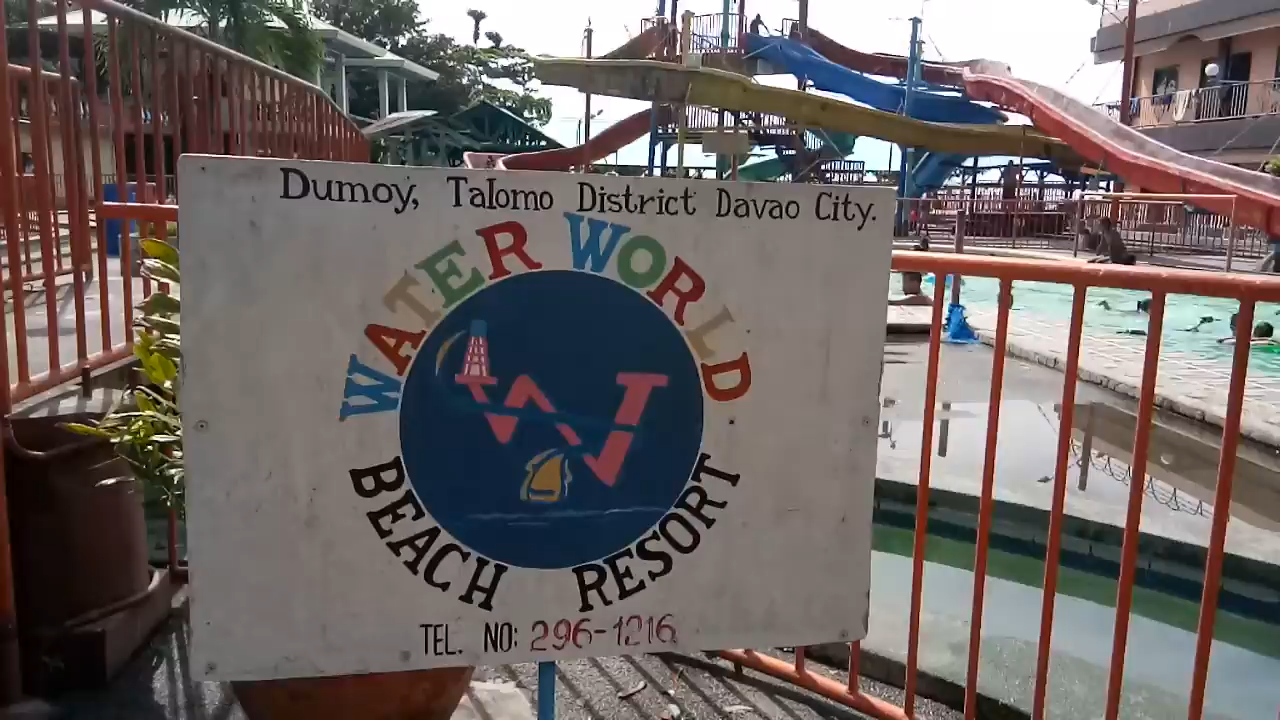 Dumoy, Talomo District Davao City.
WATER WORLD
W
BEACH RESORT
TEL. NO: 296-1216